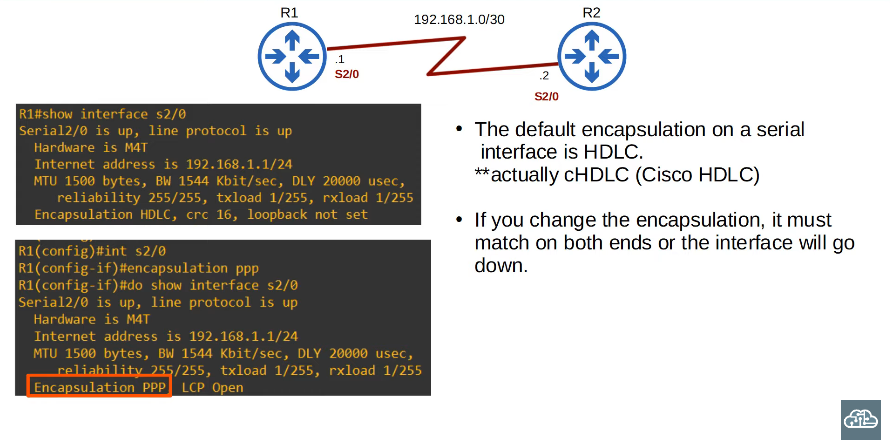 R1
192.168.1.0/30
R2
.1
S2/0
.2
S2/0
R1#show interface s2/0
Serial2/0 is up, line protocol is up
Hardware is M4T
Internet address is 192.168.1.1/24
MTU 1500 bytes, BW 1544 Kbit/sec, DLY 20000 usec,
reliability 255/255, txload 1/255, rxload 1/255
Encapsulation HDLC, crc 16, loopback not set
R1(config)#int s2/0
R1(config-if)#encapsulation ppp
R1(config-if)#do show interface s2/0
Serial2/0 is up, line protocol is up
Hardware is M4T
Internet address is 192.168.1.1/24
MTU 1500 bytes, BW 1544 Kbit/sec, DLY 20000 usec,
reliability 255/255, txload 1/255, rxload 1/255
Encapsulation PPP, LCP Open
• The default encapsulation on a serial
interface is HDLC.
**actually cHDLC (Cisco HDLC)
• If you change the encapsulation, it must
match on both ends or the interface will go
down.